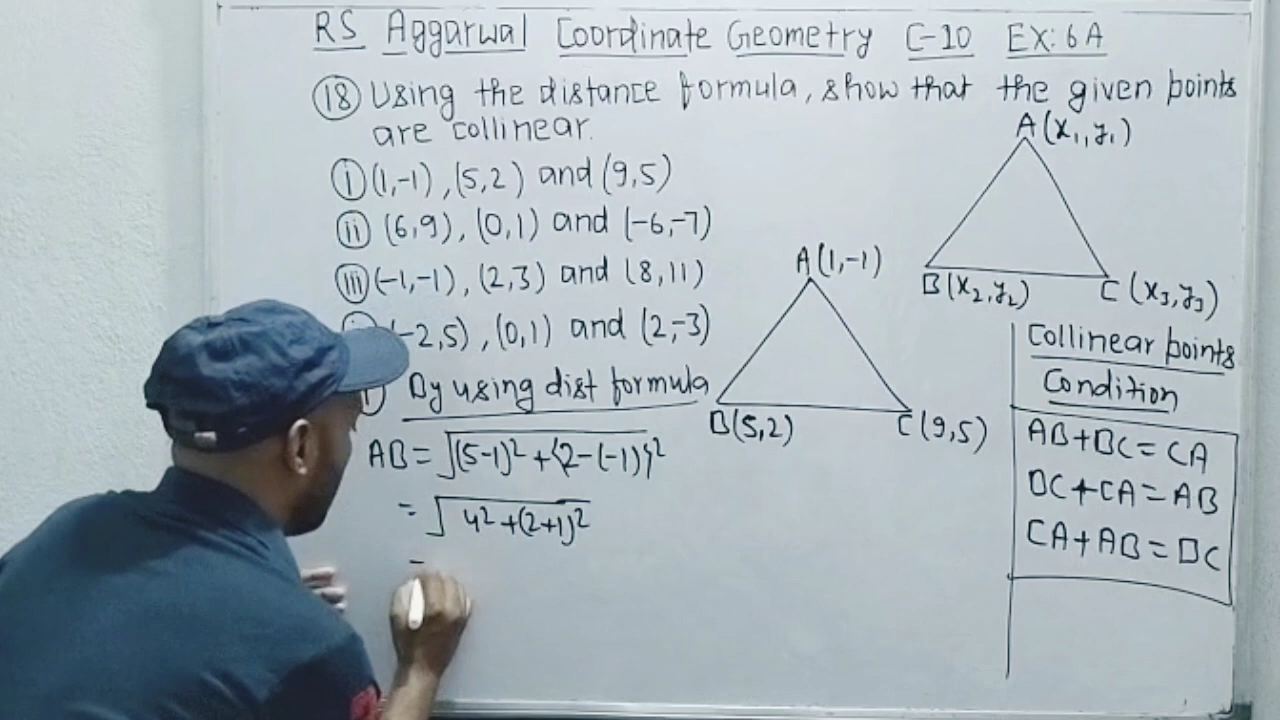 RS Aggarwal Coordinate Geometry C-10 EX: 6A
(18) Using the distance formula, show that the given points
are collinear.
(i) (1,-1), (5,2) and (9,5)
(ii) (6,9), (0,1) and (-6,-7)
(iii) (-1,-1), (2,3) and (8,11)
-2,5), (0,1) and (2,-3)
By using dist formula
AB = √(5-1)² + (2-(-1))²
= √4² + (2+1)²
=
A(1,-1)
B(5,2)
C(9,5)
A(x₁,y₁)
B(x₂,y₂)
C(x₃,y₃)
Collinear points
Condition
AB+BC=CA
BC+CA=AB
CA+AB=BC